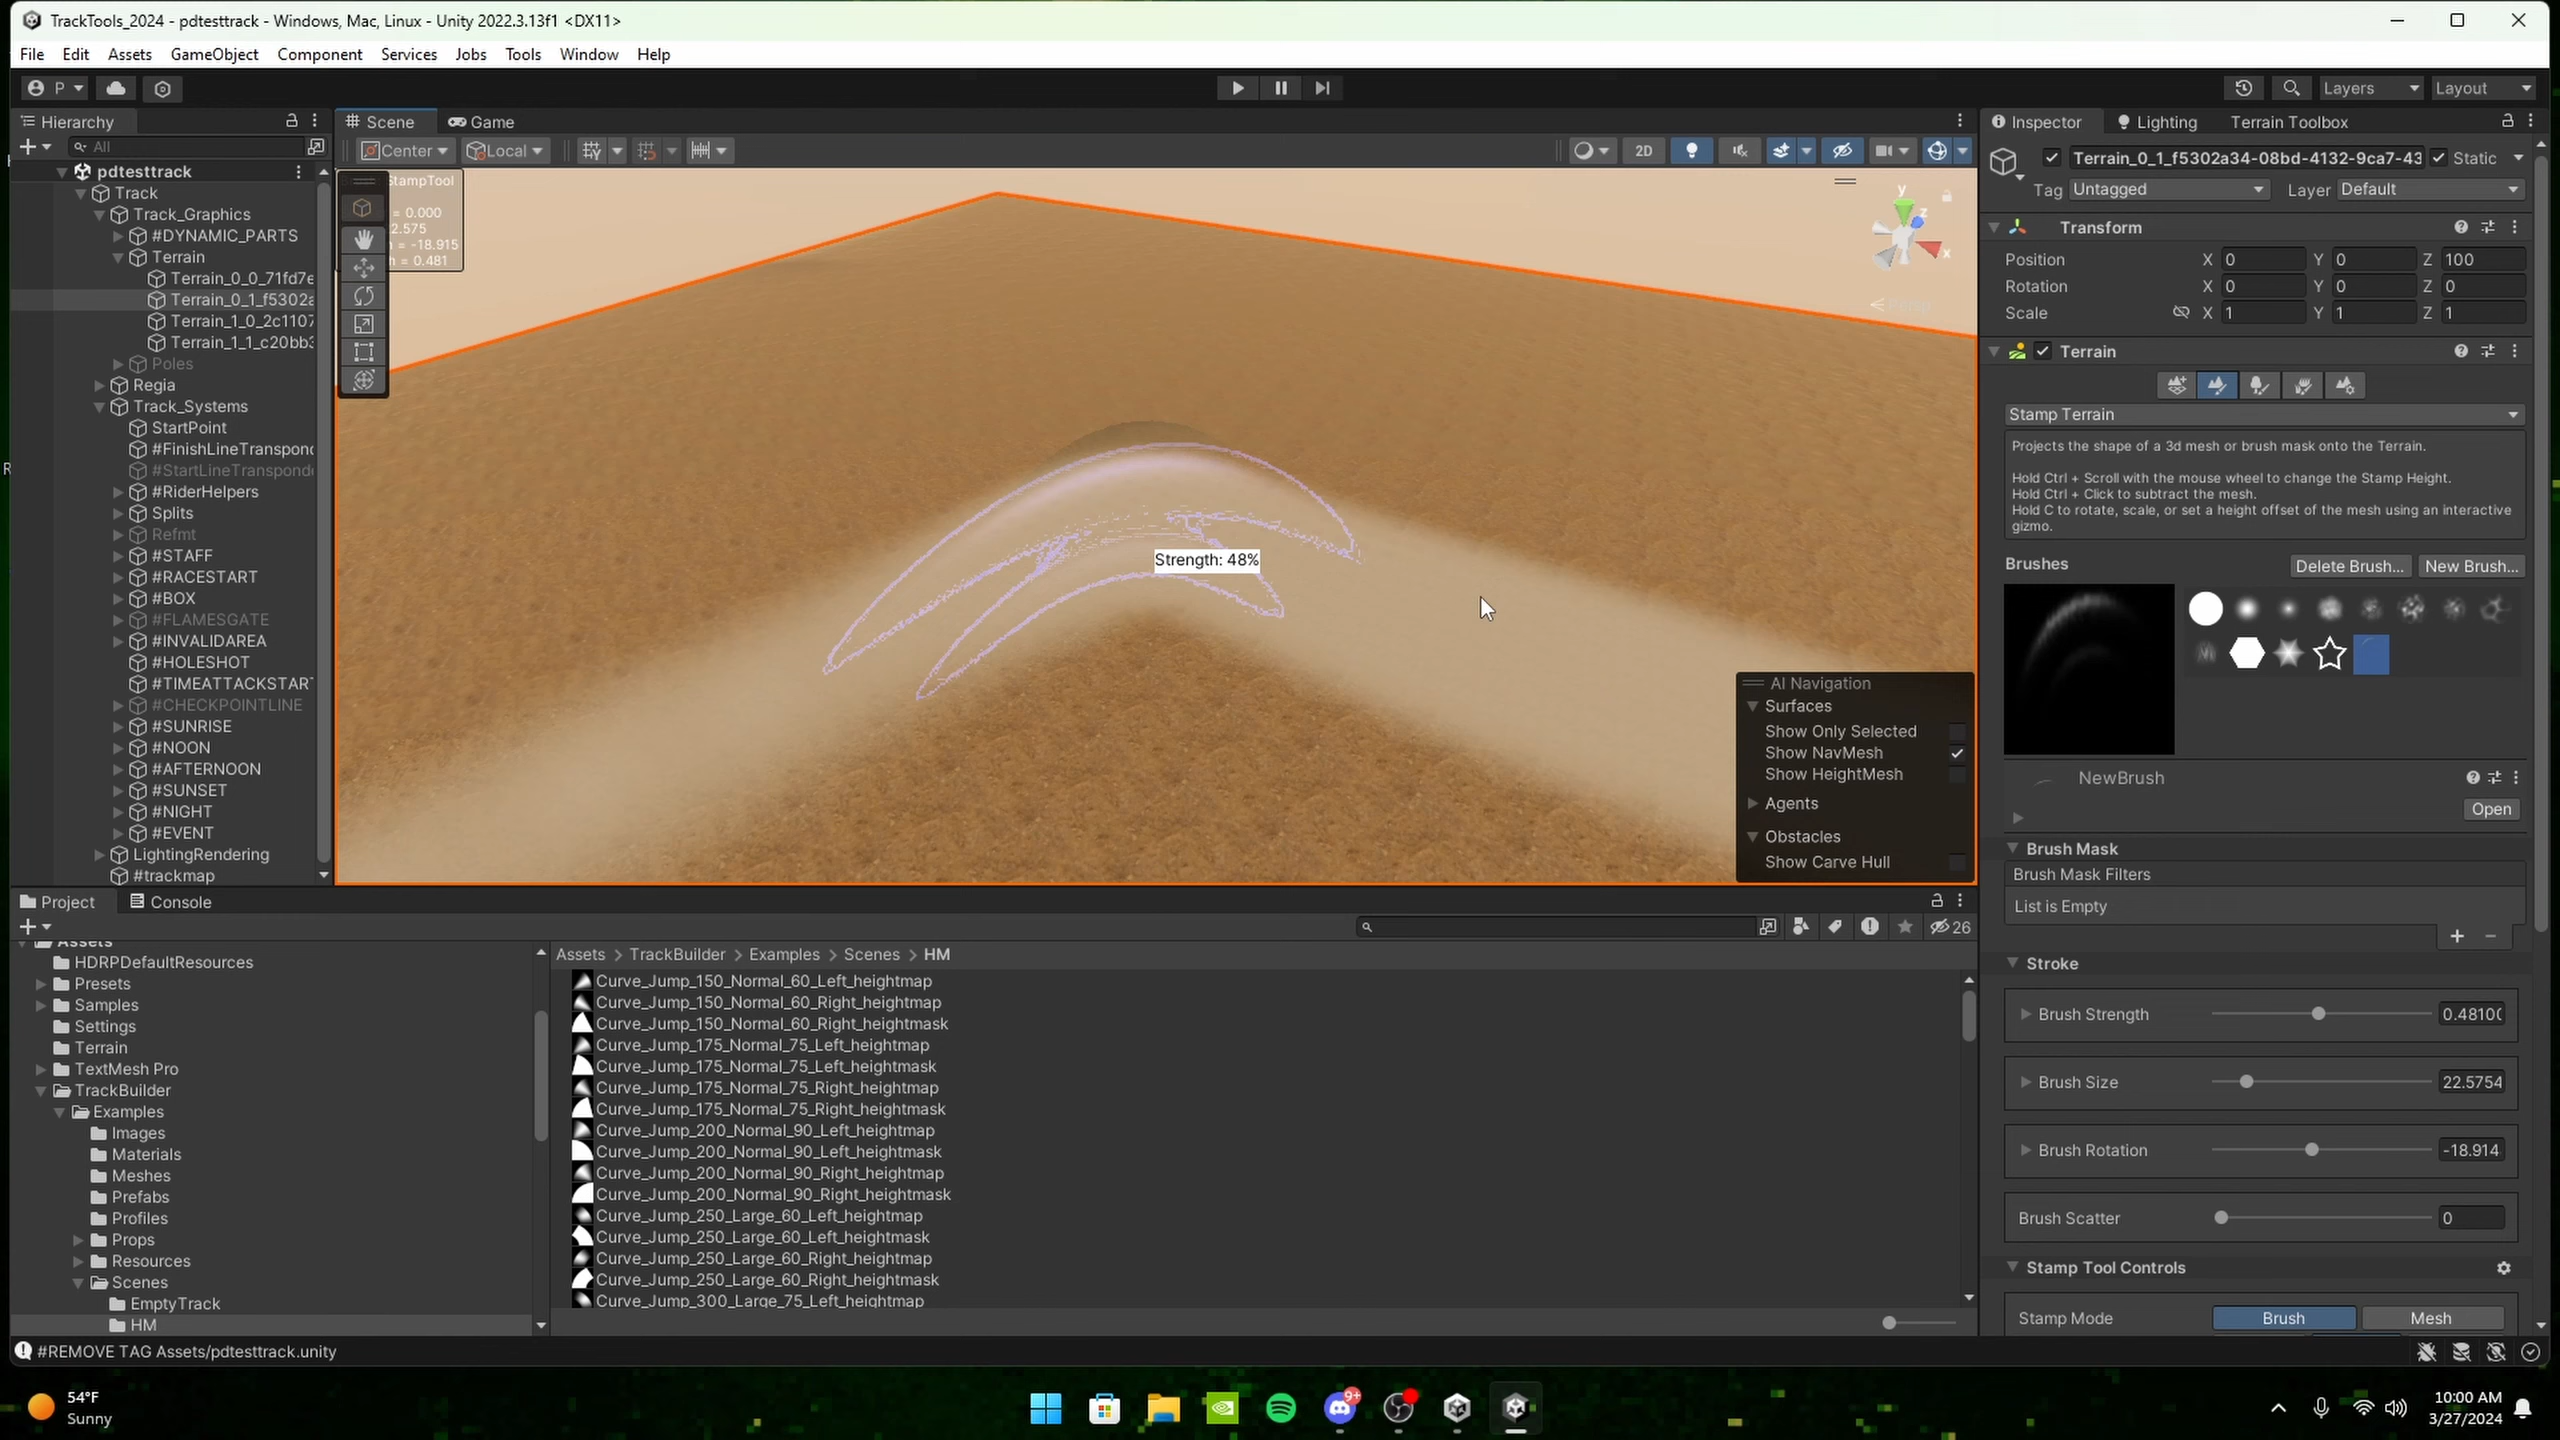 TrackTools_2024 - pdtesttrack - Windows, Mac, Linux - Unity 2022.3.13f1 <DX11>
File Edit Assets GameObject Component Services Jobs Tools Window Help
P
Layers
Layout
Hierarchy
All
pdtesttrack
Track
Track_Graphics
#DYNAMIC_PARTS
Terrain
Terrain_0_0_71fd7e
Terrain_0_1_f5302a
Terrain_1_0_2c1107
Terrain_1_1_c20bb3
Poles
Regia
Track_Systems
StartPoint
#FinishLineTranspond
#StartLineTransponde
#RiderHelpers
Splits
Refmt
#STAFF
#RACESTART
#BOX
#FLAMESGATE
#INVALIDAREA
#HOLESHOT
#TIMEATTACKSTAR
#CHECKPOINTLINE
#SUNRISE
#NOON
#AFTERNOON
#SUNSET
#NIGHT
#EVENT
LightingRendering
#trackmap
Scene
Game
Center
Local
2D
StampTool
= 0.000
2.575
= -18.915
= 0.481
y
z
x
Persp
Strength: 48%
AI Navigation
Surfaces
Show Only Selected
Show NavMesh
Show HeightMesh
Agents
Obstacles
Show Carve Hull
Inspector
Lighting
Terrain Toolbox
Terrain_0_1_f5302a34-08bd-4132-9ca7-43
Static
Tag Untagged
Layer Default
Transform
Position X 0 Y 0 Z 100
Rotation X 0 Y 0 Z 0
Scale X 1 Y 1 Z 1
Terrain
Stamp Terrain
Projects the shape of a 3d mesh or brush mask onto the Terrain.
Hold Ctrl + Scroll with the mouse wheel to change the Stamp Height.
Hold Ctrl + Click to subtract the mesh.
Hold C to rotate, scale, or set a height offset of the mesh using an interactive
gizmo.
Brushes
Delete Brush...
New Brush...
NewBrush
Open
Brush Mask
Brush Mask Filters
List is Empty
Stroke
Brush Strength 0.4810
Brush Size 22.5754
Brush Rotation -18.914
Brush Scatter 0
Stamp Tool Controls
Stamp Mode Brush Mesh
Project
Console
26
Assets
HDRPDefaultResources
Presets
Samples
Settings
Terrain
TextMesh Pro
TrackBuilder
Examples
Images
Materials
Meshes
Prefabs
Profiles
Props
Resources
Scenes
EmptyTrack
HM
Assets > TrackBuilder > Examples > Scenes > HM
Curve_Jump_150_Normal_60_Left_heightmap
Curve_Jump_150_Normal_60_Right_heightmap
Curve_Jump_150_Normal_60_Right_heightmask
Curve_Jump_175_Normal_75_Left_heightmap
Curve_Jump_175_Normal_75_Left_heightmask
Curve_Jump_175_Normal_75_Right_heightmap
Curve_Jump_175_Normal_75_Right_heightmask
Curve_Jump_200_Normal_90_Left_heightmap
Curve_Jump_200_Normal_90_Left_heightmask
Curve_Jump_200_Normal_90_Right_heightmap
Curve_Jump_200_Normal_90_Right_heightmask
Curve_Jump_250_Large_60_Left_heightmap
Curve_Jump_250_Large_60_Left_heightmask
Curve_Jump_250_Large_60_Right_heightmap
Curve_Jump_250_Large_60_Right_heightmask
Curve_Jump_300_Large_75_Left_heightmap
#REMOVE TAG Assets/pdtesttrack.unity
54°F
Sunny
9+
10:00 AM
3/27/2024